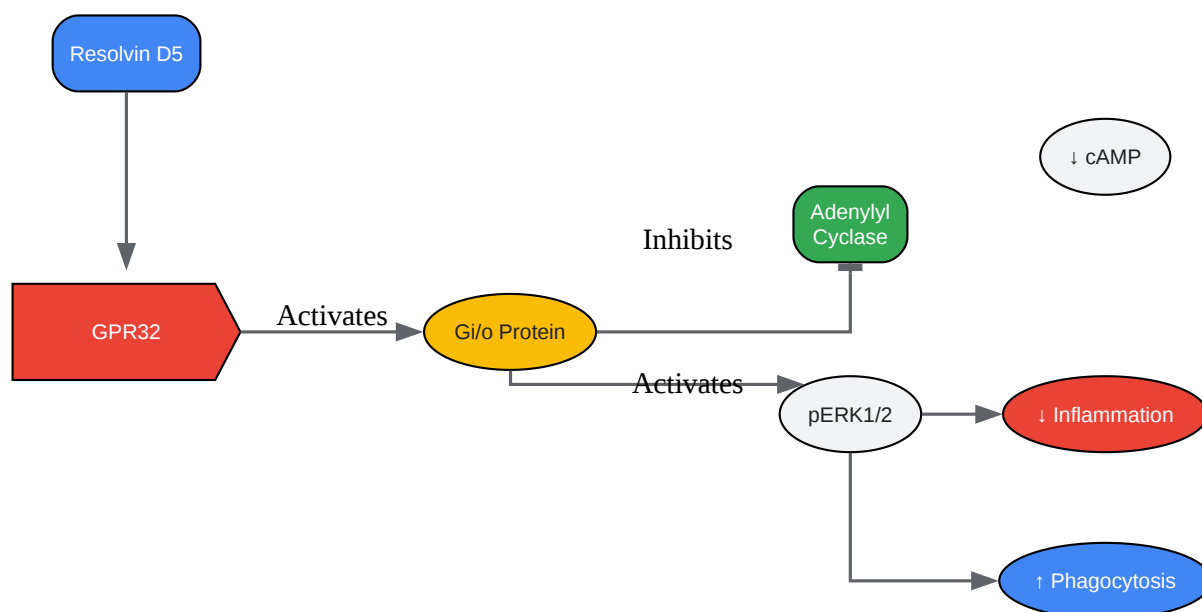 Resolvin D5
↓ cAMP
Adenylyl
Cyclase
Inhibits
Activates
GPR32
Gi/o Protein
Activates
pERK1/2
↓ Inflammation
↑ Phagocytosis